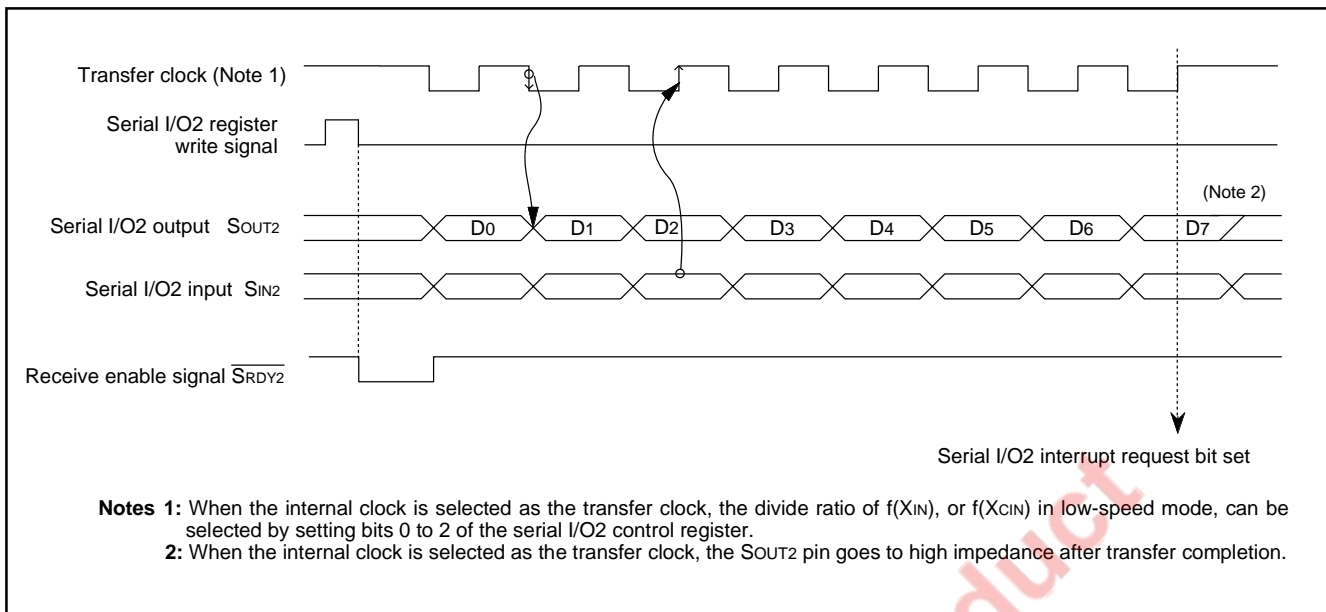 Transfer clock (Note 1)
Serial I/O2 register
write signal
(Note 2)
Serial I/O2 output SOUT2
D0 D1 D2 D3 D4 D5 D6 D7
Serial I/O2 input SIN2
Receive enable signal SRDY2
Serial I/O2 interrupt request bit set
Notes 1: When the internal clock is selected as the transfer clock, the divide ratio of f(XIN), or f(XCIN) in low-speed mode, can be
selected by setting bits 0 to 2 of the serial I/O2 control register.
2: When the internal clock is selected as the transfer clock, the SOUT2 pin goes to high impedance after transfer completion.